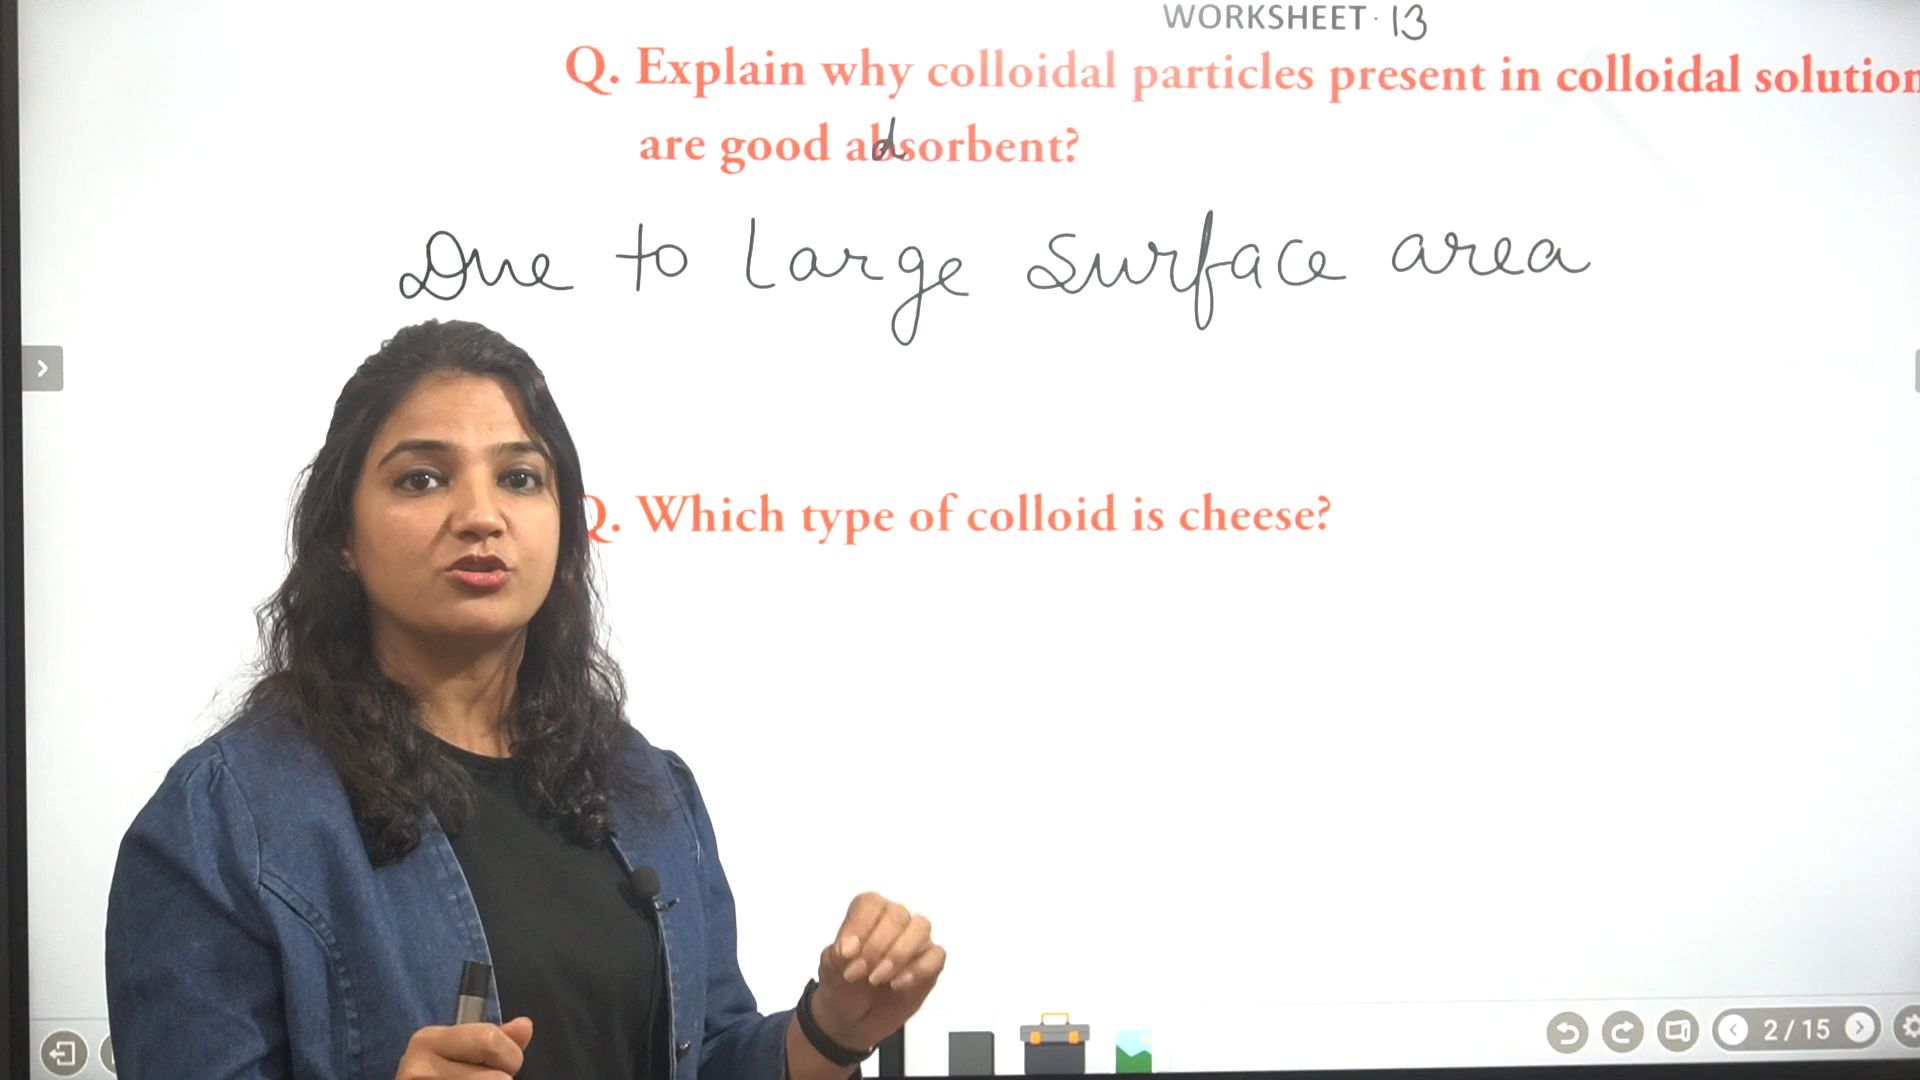 WORKSHEET · 13
Q. Explain why colloidal particles present in colloidal solution
are good adsorbent?
Due to large surface area
Q. Which type of colloid is cheese?
2 / 15